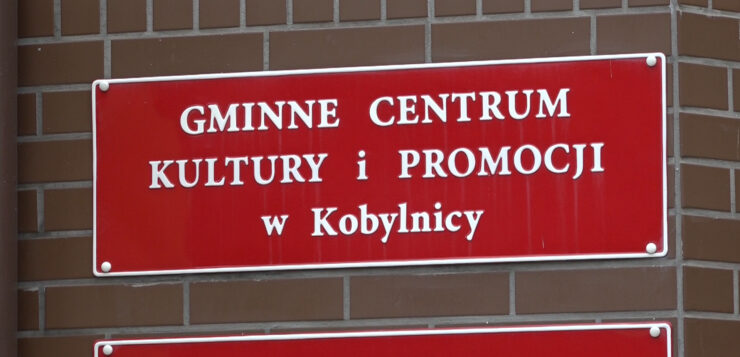 GMINNE CENTRUM
KULTURY i PROMOCJI
w Kobylnicy